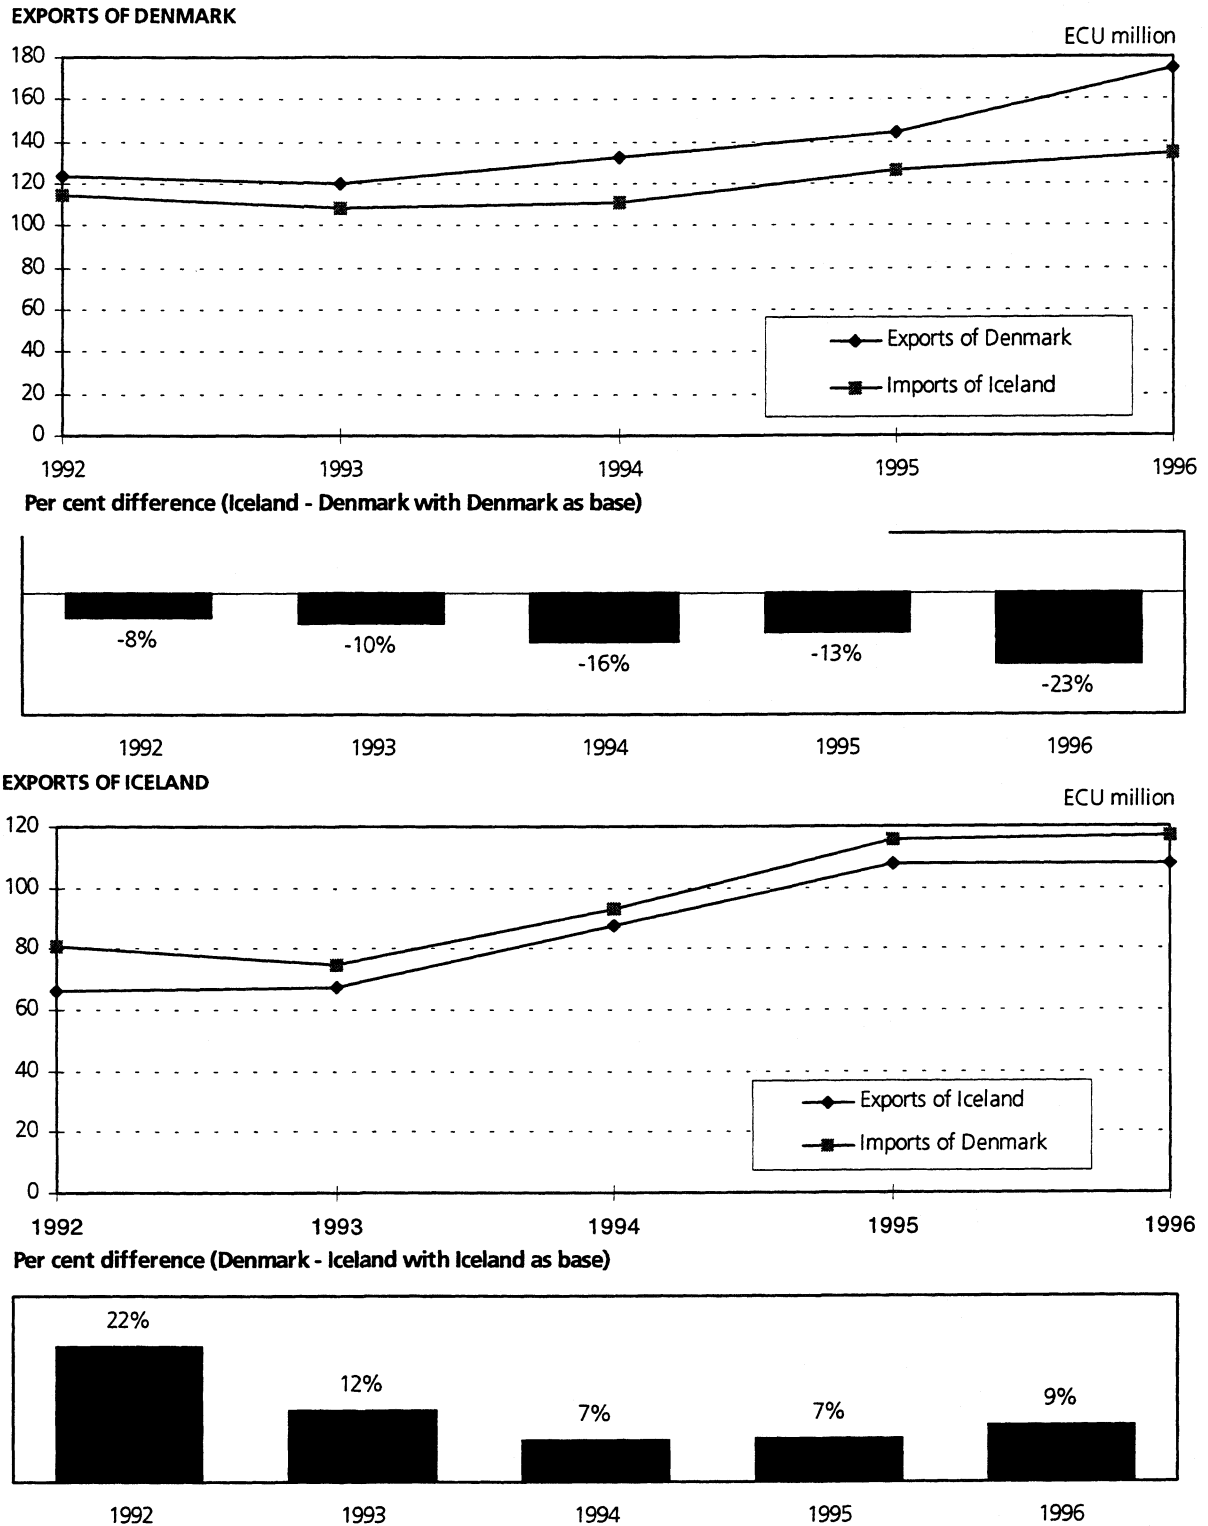 EXPORTS OF DENMARK
ECU million
180
160
140
120
100
80
60
40
20
0
Exports of Denmark
Imports of Iceland
1992 1993 1994 1995 1996
Per cent difference (Iceland - Denmark with Denmark as base)
-8% -10% -16% -13% -23%
1992 1993 1994 1995 1996
EXPORTS OF ICELAND
ECU million
120
100
80
60
40
20
0
Exports of Iceland
Imports of Denmark
1992 1993 1994 1995 1996
Per cent difference (Denmark - Iceland with Iceland as base)
22% 12% 7% 7% 9%
1992 1993 1994 1995 1996